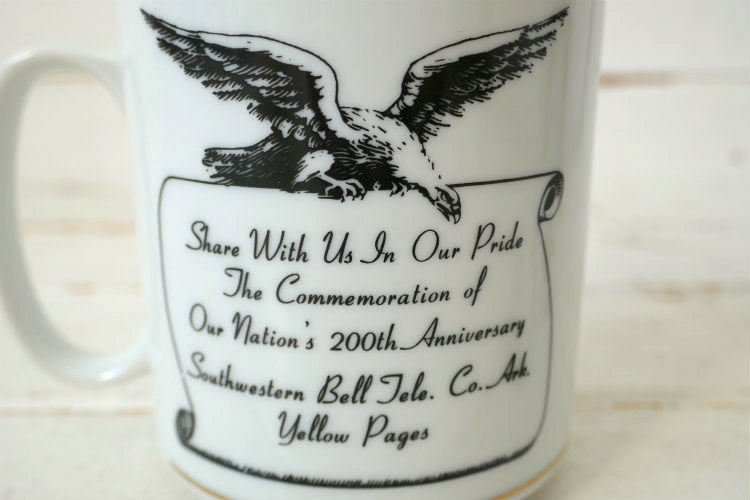 Share With Us In Our Pride
The Commemoration of
Our Nation's 200th Anniversary
Southwestern Bell Tele. Co. Ark.
Yellow Pages